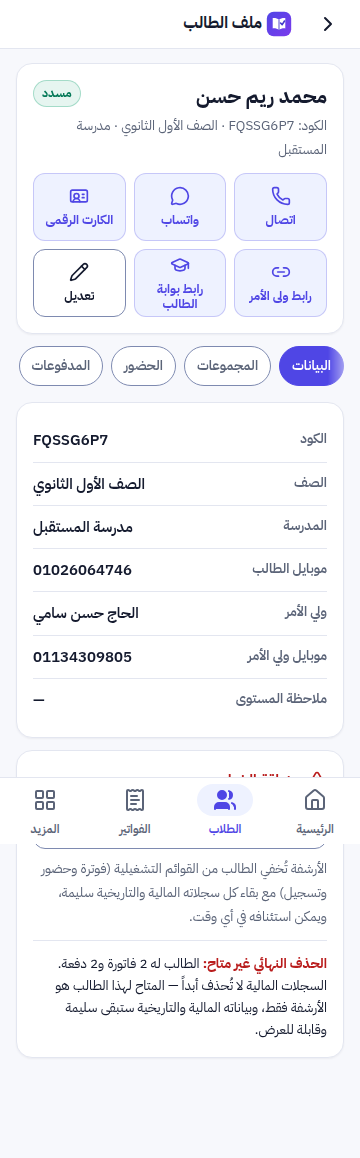 ملف الطالب
محمد ريم حسن
مسدد
الكود: FQSSG6P7 · الصف الأول الثانوي · مدرسة
المستقبل
اتصال
واتساب
الكارت الرقمى
رابط ولى الأمر
رابط بوابة
الطالب
تعديل
البيانات
المجموعات
الحضور
المدفوعات
الكود FQSSG6P7
الصف الصف الأول الثانوي
المدرسة مدرسة المستقبل
موبايل الطالب 01026064746
ولي الأمر الحاج حسن سامي
موبايل ولي الأمر 01134309805
ملاحظة المستوى —
الرئيسية
الطلاب
الفواتير
المزيد
الأرشفة تُخفي الطالب من القوائم التشغيلية (فوترة وحضور
وتسجيل) مع بقاء كل سجلاته المالية والتاريخية سليمة،
ويمكن استئنافه في أي وقت.
الحذف النهائي غير متاح: الطالب له 2 فاتورة و2 دفعة.
السجلات المالية لا تُحذف أبداً — المتاح لهذا الطالب هو
الأرشفة فقط، وبياناته المالية والتاريخية ستبقى سليمة
وقابلة للعرض.